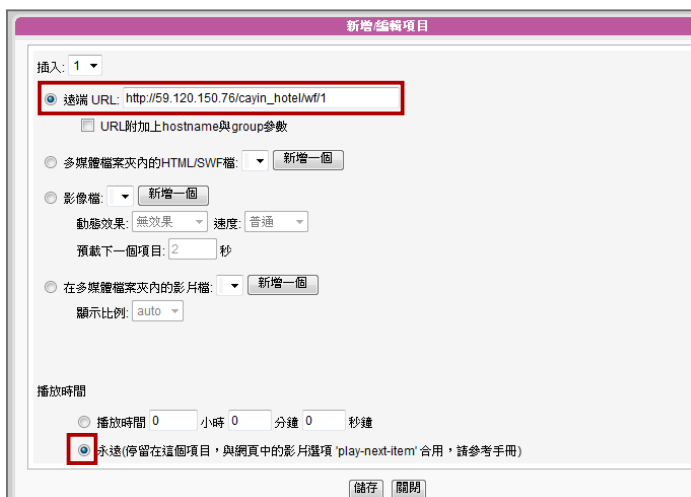 新增/編輯項目
插入: 1
遠端 URL: http://59.120.150.76/cayin_hotel/wf/1
URL附加上hostname與group參數
多媒體檔案夾內的HTML/SWF檔: 新增一個
影像檔: 新增一個
動態效果: 無效果 速度: 普通
預載下一個項目: 2 秒
在多媒體檔案夾內的影片檔: 新增一個
顯示比例: auto
播放時間
播放時間 0 小時 0 分鐘 0 秒鐘
永遠(停留在這個項目，與網頁中的影片選項 'play-next-item' 合用，請參考手冊)
儲存 關閉